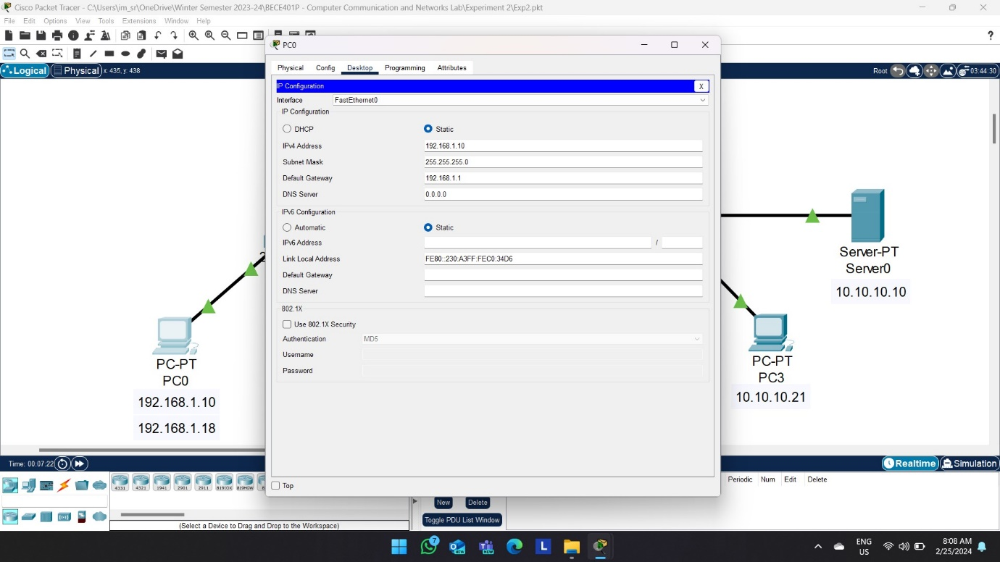 Cisco Packet Tracer - C:\Users\im_sr\OneDrive\Winter Semester 2023-24\BECE401P - Computer Communication and Networks Lab\Experiment 2\Exp2.pkt
File Edit Options View Tools Extensions Window Help
?
Logical Physical x: 435, y: 438
Root 03:44:30
PC0
Physical Config Desktop Programming Attributes
IP Configuration X
Interface FastEthernet0
IP Configuration
DHCP Static
IPv4 Address 192.168.1.10
Subnet Mask 255.255.255.0
Default Gateway 192.168.1.1
DNS Server 0.0.0.0
IPv6 Configuration
Automatic Static
IPv6 Address /
Link Local Address FE80::230:A3FF:FEC0:34D6
Default Gateway
DNS Server
802.1X
Use 802.1X Security
Authentication MD5
Username
Password
Top
2
PC-PT
PC0
192.168.1.10
192.168.1.18
Server-PT
Server0
10.10.10.10
PC-PT
PC3
10.10.10.21
Time: 00:07:22
Realtime Simulation
4331 4321 1941 2901 2911 819IOX 819HGW
(Select a Device to Drag and Drop to the Workspace)
New Delete
Toggle PDU List Window
Periodic Num Edit Delete
7
NEW
NEW
L
ENG
US
8:08 AM
2/25/2024